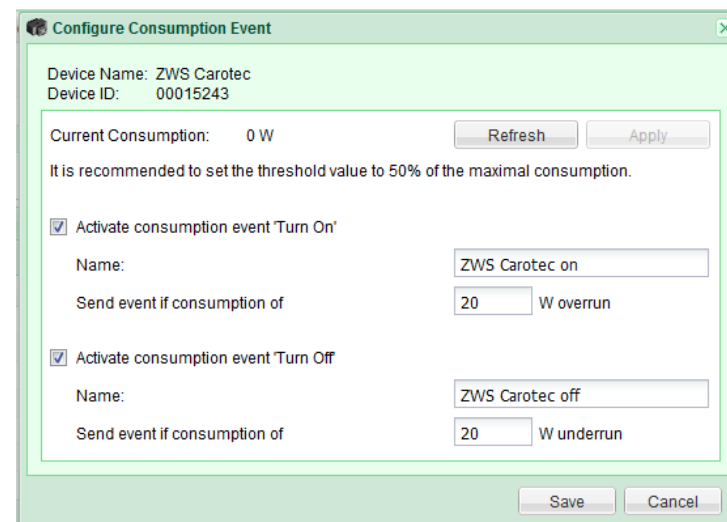 Configure Consumption Event
Device Name: ZWS Carotec
Device ID: 00015243
Current Consumption: 0 W Refresh Apply
It is recommended to set the threshold value to 50% of the maximal consumption.
Activate consumption event 'Turn On'
Name: ZWS Carotec on
Send event if consumption of 20 W overrun
Activate consumption event 'Turn Off'
Name: ZWS Carotec off
Send event if consumption of 20 W underrun
Save Cancel